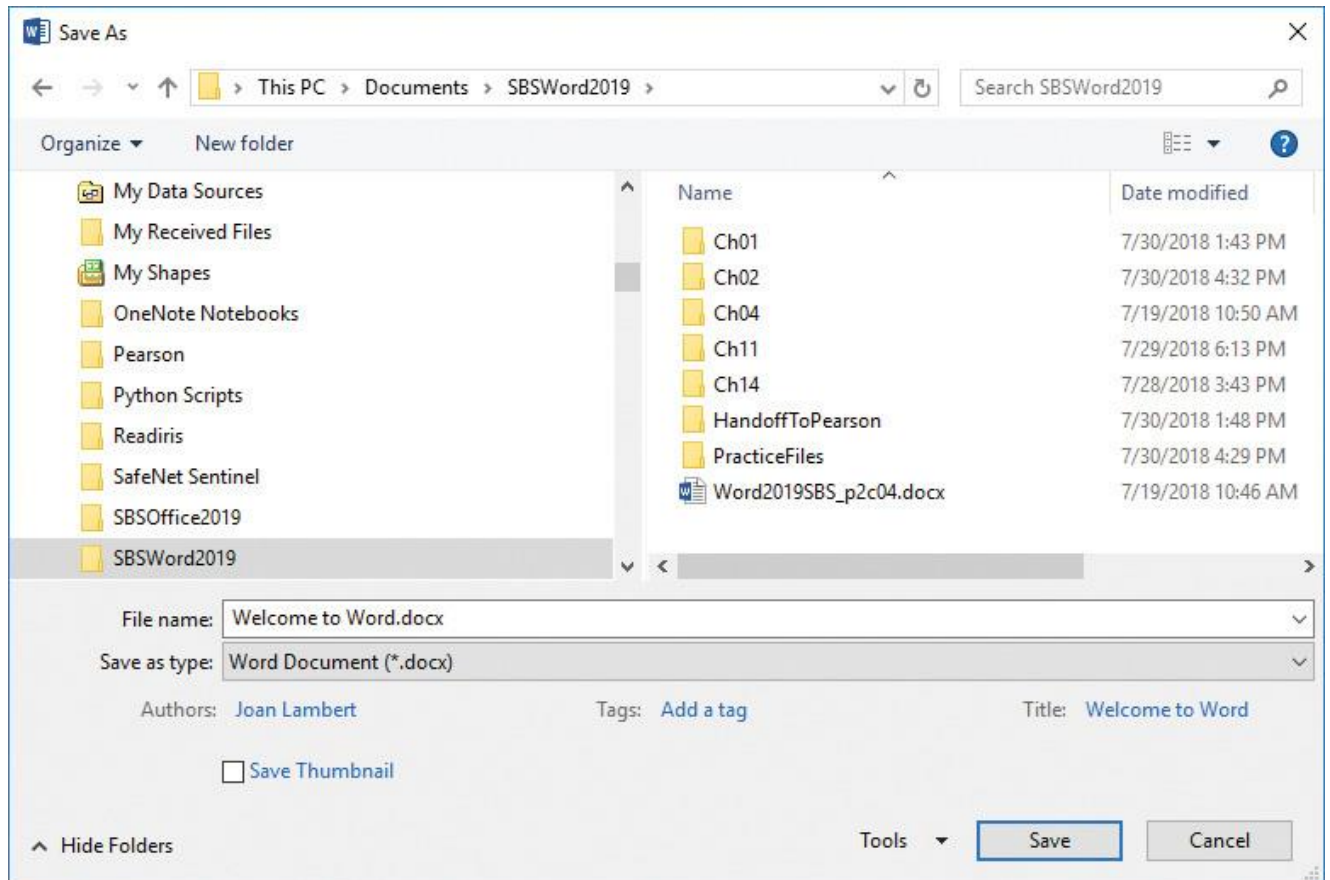 Save As
This PC > Documents > SBSWord2019 >
Search SBSWord2019
Organize
New folder
My Data Sources
My Received Files
My Shapes
OneNote Notebooks
Pearson
Python Scripts
Readiris
SafeNet Sentinel
SBSOffice2019
SBSWord2019
Name Date modified
Ch01 7/30/2018 1:43 PM
Ch02 7/30/2018 4:32 PM
Ch04 7/19/2018 10:50 AM
Ch11 7/29/2018 6:13 PM
Ch14 7/28/2018 3:43 PM
HandoffToPearson 7/30/2018 1:48 PM
PracticeFiles 7/30/2018 4:29 PM
Word2019SBS_p2c04.docx 7/19/2018 10:46 AM
File name: Welcome to Word.docx
Save as type: Word Document (*.docx)
Authors: Joan Lambert Tags: Add a tag Title: Welcome to Word
Save Thumbnail
Hide Folders
Tools Save Cancel